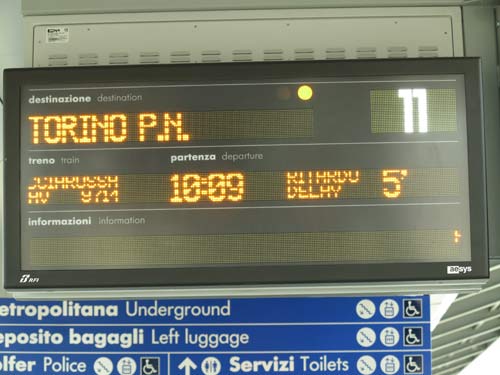 destinazione destination
TORINO P.N. 11
treno train partenza departure
AV 10:09 RITARDO
DELAY 5'
informazioni information
RFI aesys
etropolitana Underground
eposito bagagli Left luggage
olfer Police Servizi Toilets